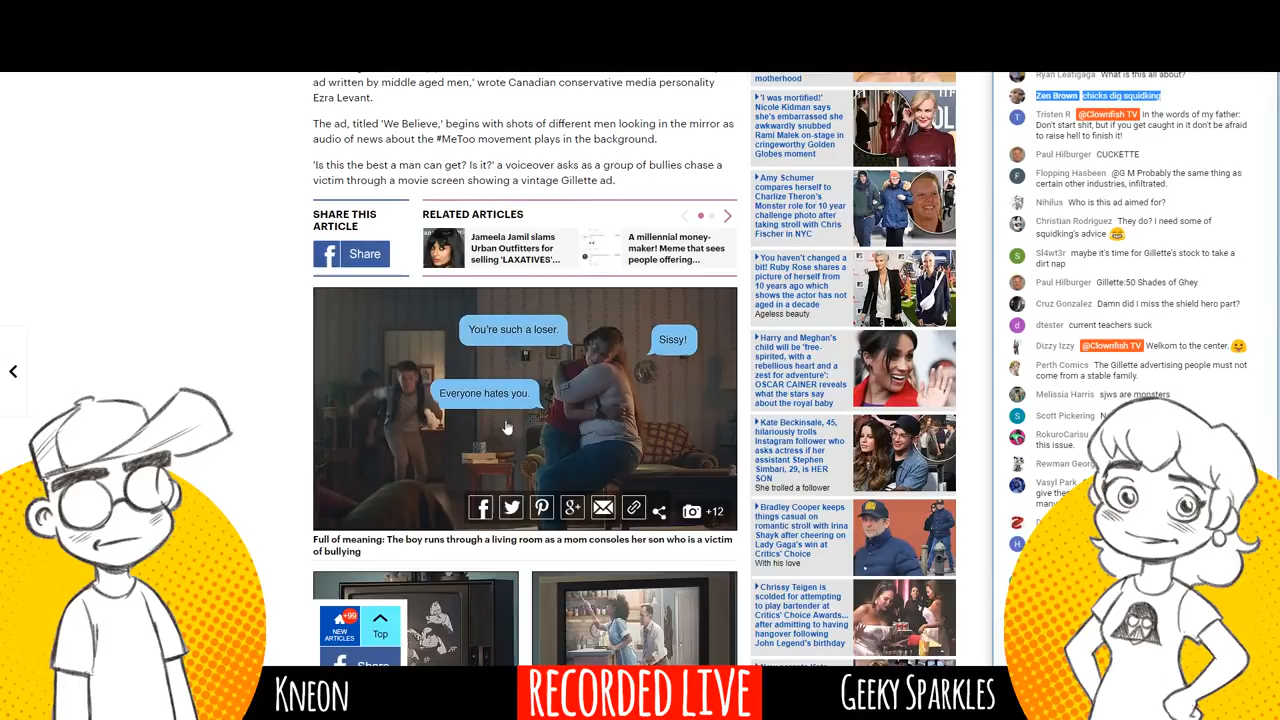 ad written by middle aged men,' wrote Canadian conservative media personality
Ezra Levant.
The ad, titled 'We Believe,' begins with shots of different men looking in the mirror as
audio of news about the #MeToo movement plays in the background.
'Is this the best a man can get? Is it?' a voiceover asks as a group of bullies chase a
victim through a movie screen showing a vintage Gillette ad.
SHARE THIS
ARTICLE
Share
RELATED ARTICLES
Jameela Jamil slams
Urban Outfitters for
selling 'LAXATIVES'...
A millennial money-
maker! Meme that sees
people offering...
You're such a loser.
Sissy!
Everyone hates you.
+12
Full of meaning: The boy runs through a living room as a mom consoles her son who is a victim
of bullying
+99
NEW
ARTICLES
Top
Share
motherhood
'I was mortified!'
Nicole Kidman says
she's embarrassed she
awkwardly snubbed
Rami Malek on-stage in
cringeworthy Golden
Globes moment
Amy Schumer
compares herself to
Charlize Theron's
Monster role for 10 year
challenge photo after
taking stroll with Chris
Fischer in NYC
You haven't changed a
bit! Ruby Rose shares a
picture of herself from
10 years ago which
shows the actor has not
aged in a decade
Ageless beauty
Harry and Meghan's
child will be 'free-
spirited, with a
rebellious heart and a
zest for adventure':
OSCAR CAINER reveals
what the stars say
about the royal baby
Kate Beckinsale, 45,
hilariously trolls
Instagram follower who
asks actress if her
assistant Stephen
Simbari, 29, is HER
SON
She trolled a follower
Bradley Cooper keeps
things casual on
romantic stroll with Irina
Shayk after cheering on
Lady Gaga's win at
Critics' Choice
With his love
Chrissy Teigen is
scolded for attempting
to play bartender at
Critics' Choice Awards...
after admitting to having
hangover following
John Legend's birthday
Ryan Leatigaga What is this all about?
Zen Brown chicks dig squidking
Tristen R @Clownfish TV In the words of my father:
Don't start shit, but if you get caught in it don't be afraid
to raise hell to finish it!
Paul Hilburger CUCKETTE
Flopping Hasbeen @G M Probably the same thing as
certain other industries, infiltrated.
Nihilus Who is this ad aimed for?
Christian Rodriguez They do? I need some of
squidking's advice
Sl4wt3r maybe it's time for Gillette's stock to take a
dirt nap
Paul Hilburger Gillette:50 Shades of Ghey
Cruz Gonzalez Damn did I miss the shield hero part?
dtester current teachers suck
Dizzy Izzy @Clownfish TV Welkom to the center.
Perth Comics The Gillette advertising people must not
come from a stable family.
Melissia Harris sjws are monsters
Scott Pickering
RokuroCarisu
this issue.
Rewman Georg
Vasyl Park
give the
many
KNEON
RECORDED LIVE
GEEKY SPARKLES